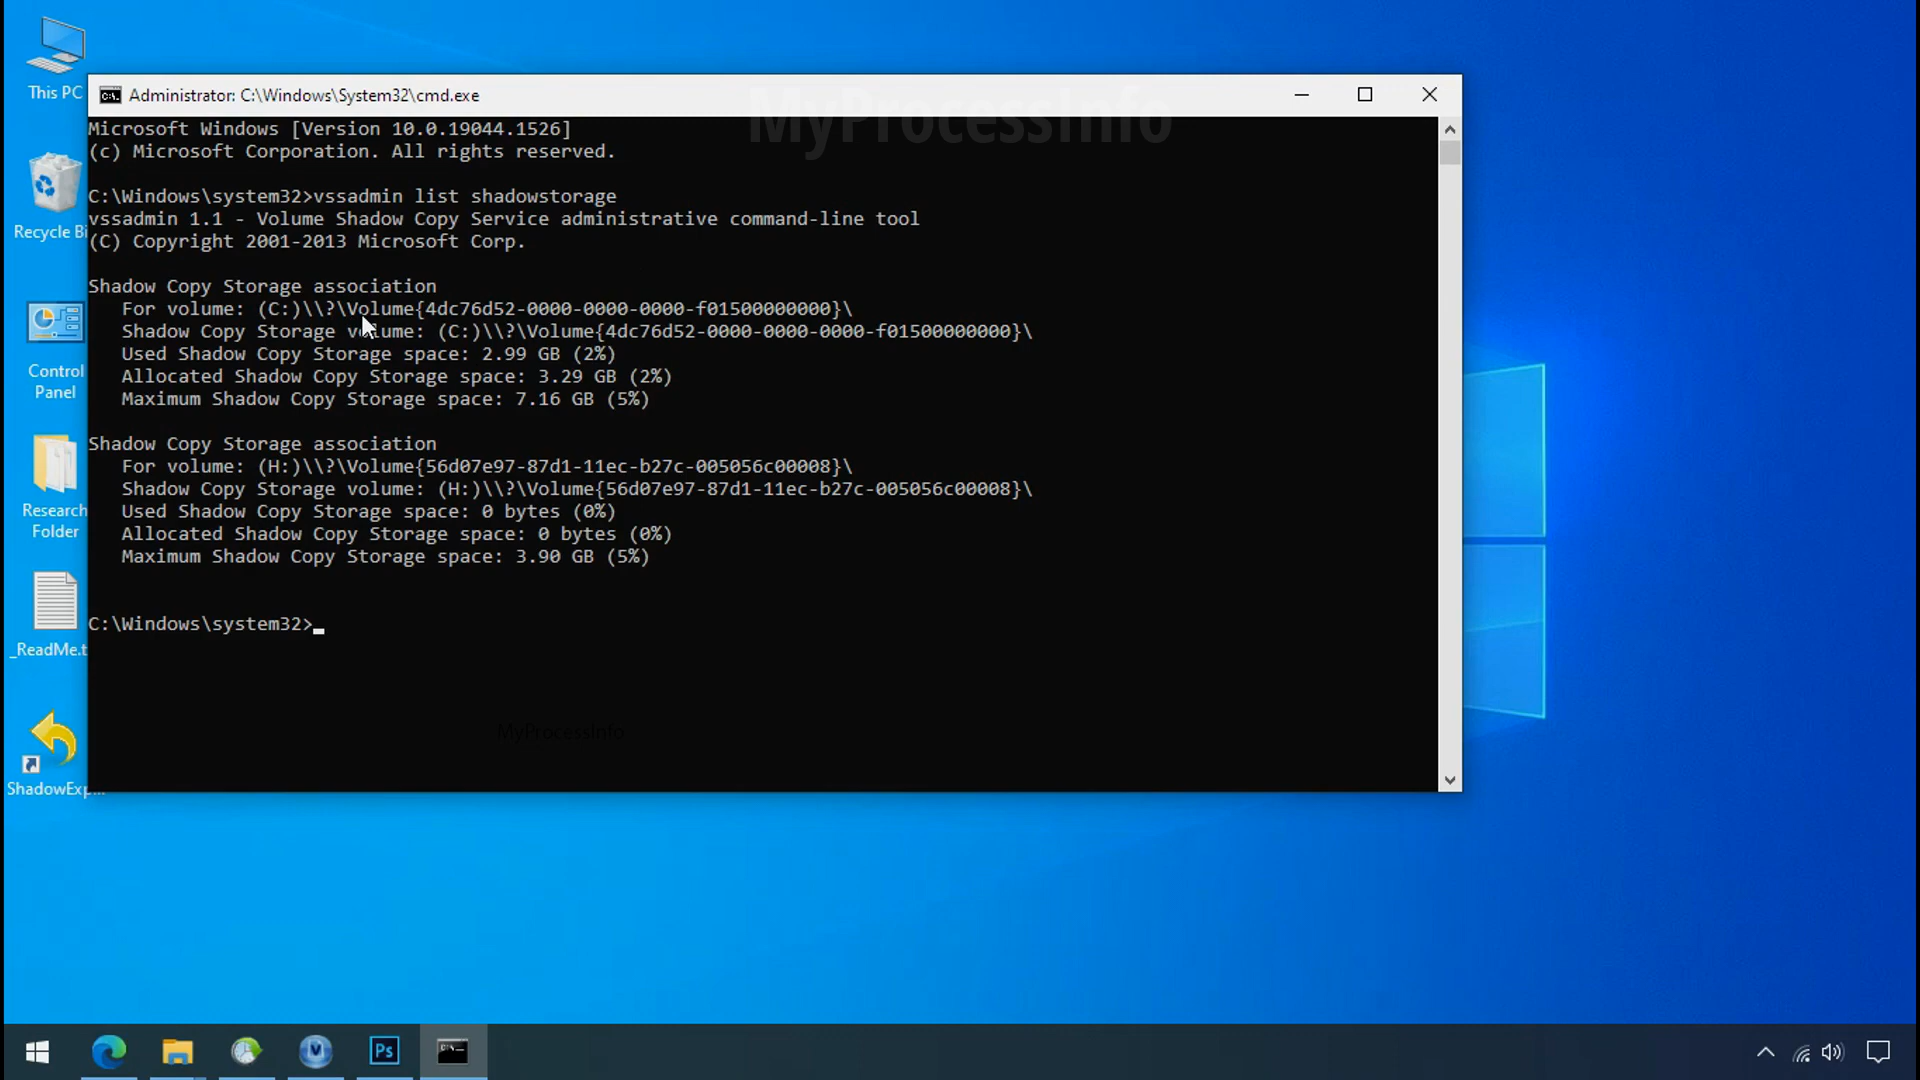 This PC
Recycle Bi
Control
Panel
Research
Folder
_ReadMe.t
ShadowExp...
Administrator: C:\Windows\System32\cmd.exe
MyProcessInfo
Microsoft Windows [Version 10.0.19044.1526]
(c) Microsoft Corporation. All rights reserved.
C:\Windows\system32>vssadmin list shadowstorage
vssadmin 1.1 - Volume Shadow Copy Service administrative command-line tool
(C) Copyright 2001-2013 Microsoft Corp.
Shadow Copy Storage association
For volume: (C:)\\?\Volume{4dc76d52-0000-0000-0000-f01500000000}\
Shadow Copy Storage volume: (C:)\\?\Volume{4dc76d52-0000-0000-0000-f01500000000}\
Used Shadow Copy Storage space: 2.99 GB (2%)
Allocated Shadow Copy Storage space: 3.29 GB (2%)
Maximum Shadow Copy Storage space: 7.16 GB (5%)
Shadow Copy Storage association
For volume: (H:)\\?\Volume{56d07e97-87d1-11ec-b27c-005056c00008}\
Shadow Copy Storage volume: (H:)\\?\Volume{56d07e97-87d1-11ec-b27c-005056c00008}\
Used Shadow Copy Storage space: 0 bytes (0%)
Allocated Shadow Copy Storage space: 0 bytes (0%)
Maximum Shadow Copy Storage space: 3.90 GB (5%)
C:\Windows\system32>
MyProcessInfo
Ps